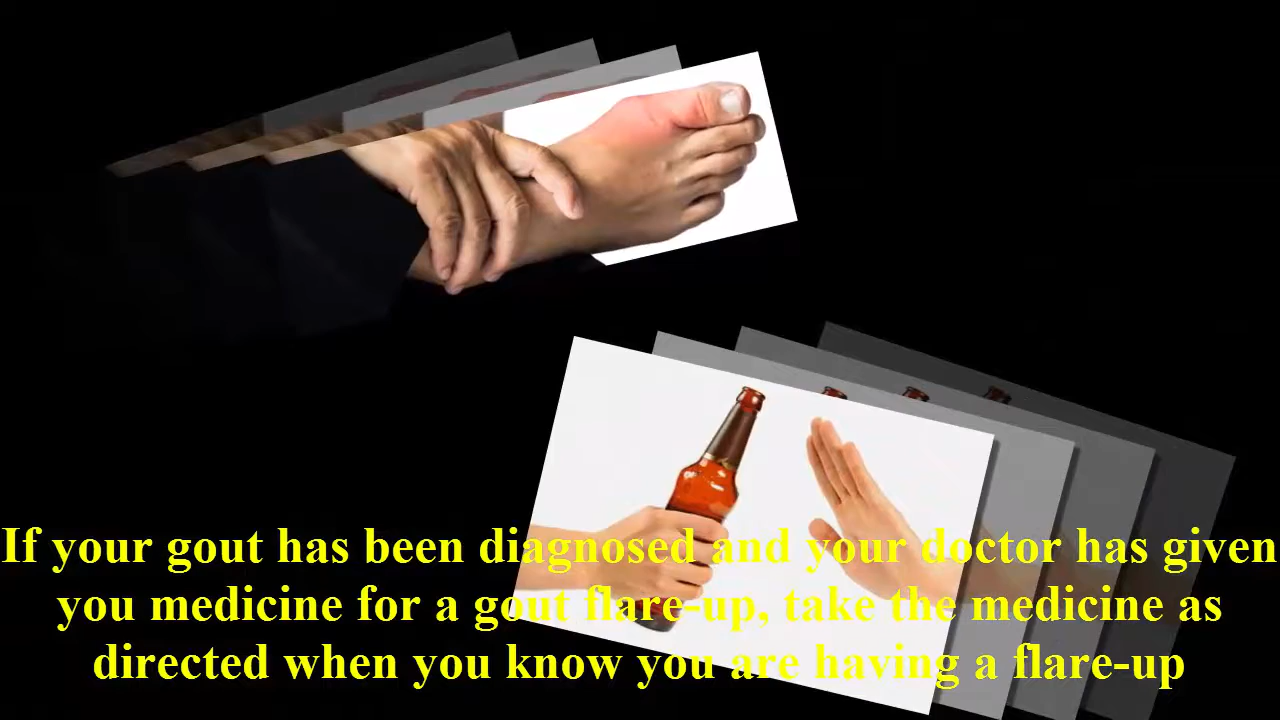 If your gout has been diagnosed and your doctor has given
you medicine for a gout flare-up, take the medicine as
directed when you know you are having a flare-up